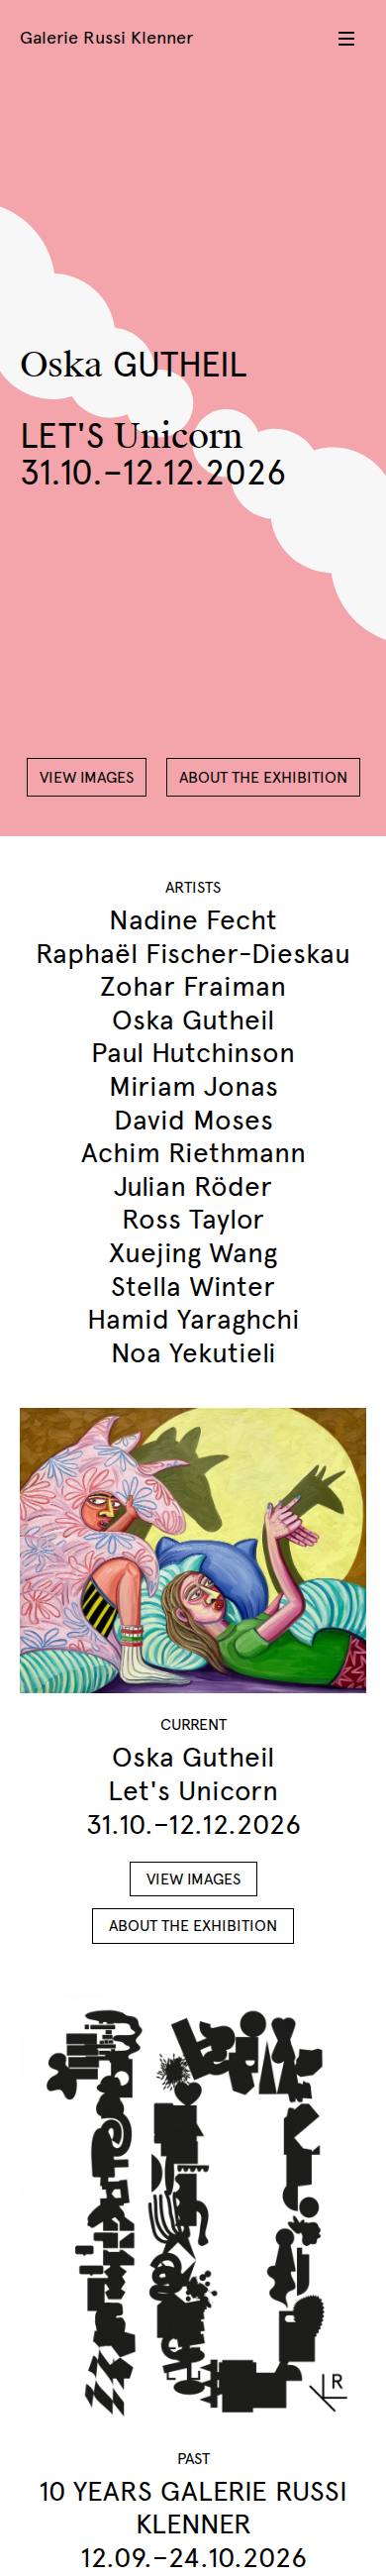 Galerie Russi Klenner
Oska GUTHEIL
LET'S Unicorn
31.10.–12.12.2026
VIEW IMAGES
ABOUT THE EXHIBITION
ARTISTS
Nadine Fecht
Raphaël Fischer-Dieskau
Zohar Fraiman
Oska Gutheil
Paul Hutchinson
Miriam Jonas
David Moses
Achim Riethmann
Julian Röder
Ross Taylor
Xuejing Wang
Stella Winter
Hamid Yaraghchi
Noa Yekutieli
CURRENT
Oska Gutheil
Let's Unicorn
31.10.–12.12.2026
VIEW IMAGES
ABOUT THE EXHIBITION
R
PAST
10 YEARS GALERIE RUSSI
KLENNER
12.09.–24.10.2026